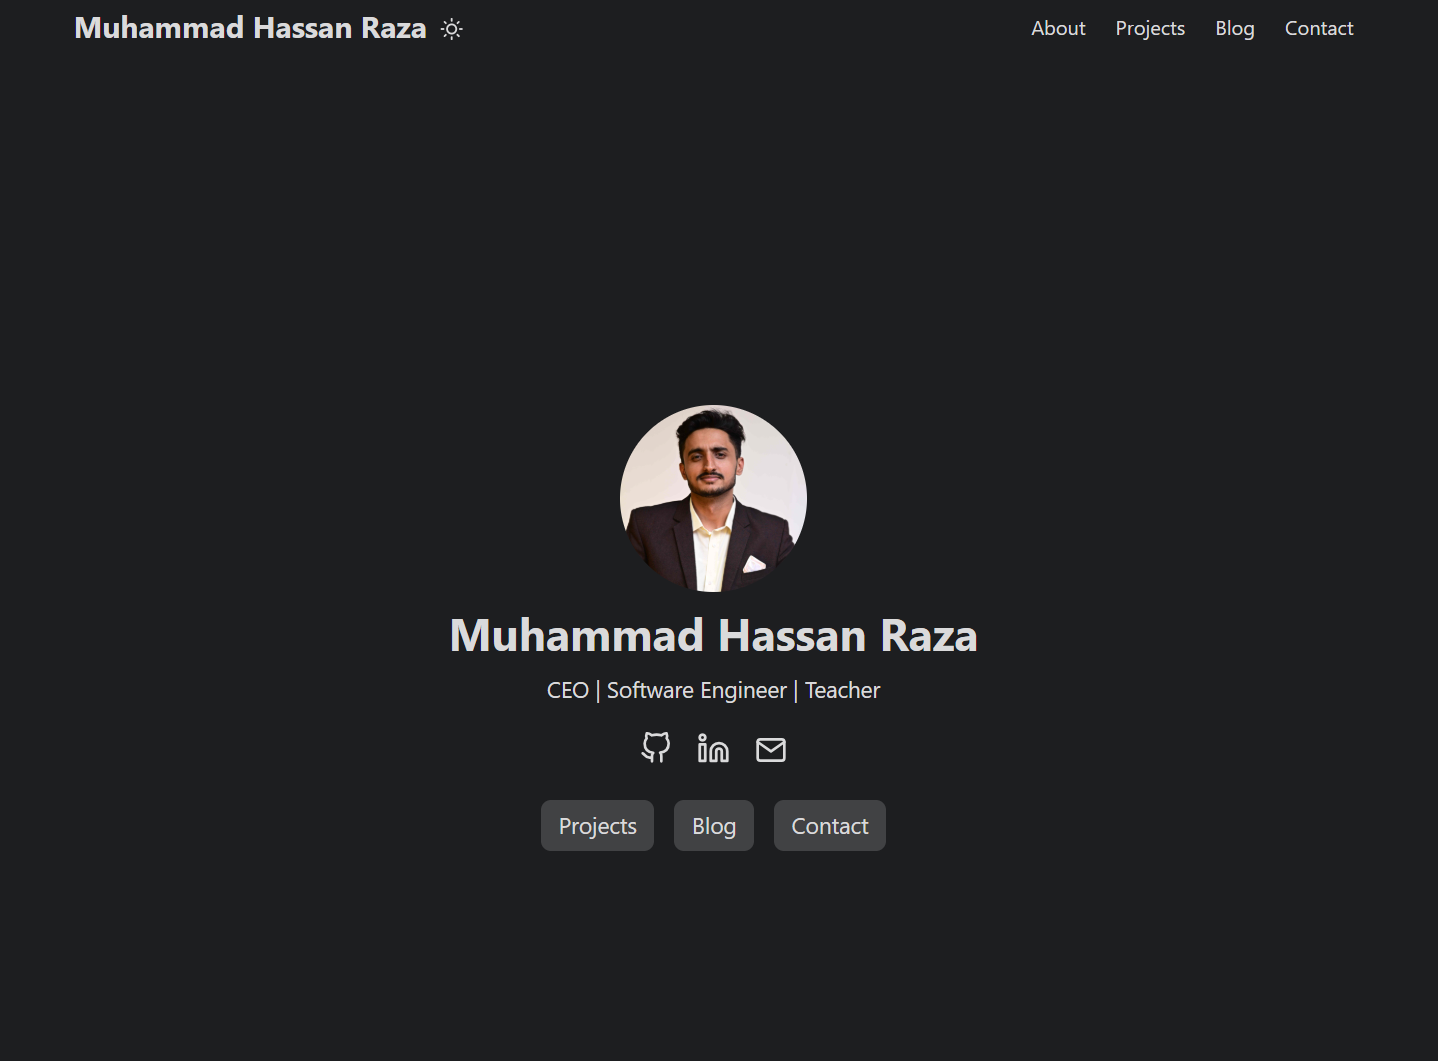 Muhammad Hassan Raza
About Projects Blog Contact
Muhammad Hassan Raza
CEO | Software Engineer | Teacher
Projects Blog Contact